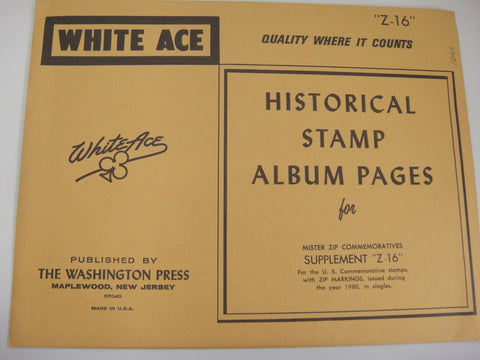 WHITE ACE
"Z-16"
QUALITY WHERE IT COUNTS
White Ace
PUBLISHED BY
THE WASHINGTON PRESS
MAPLEWOOD, NEW JERSEY
07040
MADE IN U.S.A.
HISTORICAL
STAMP
ALBUM PAGES
for
MISTER ZIP COMMEMORATIVES
SUPPLEMENT "Z-16"
For the U. S. Commemorative stamps,
with ZIP MARKINGS, issued during
the year 1980, in singles.